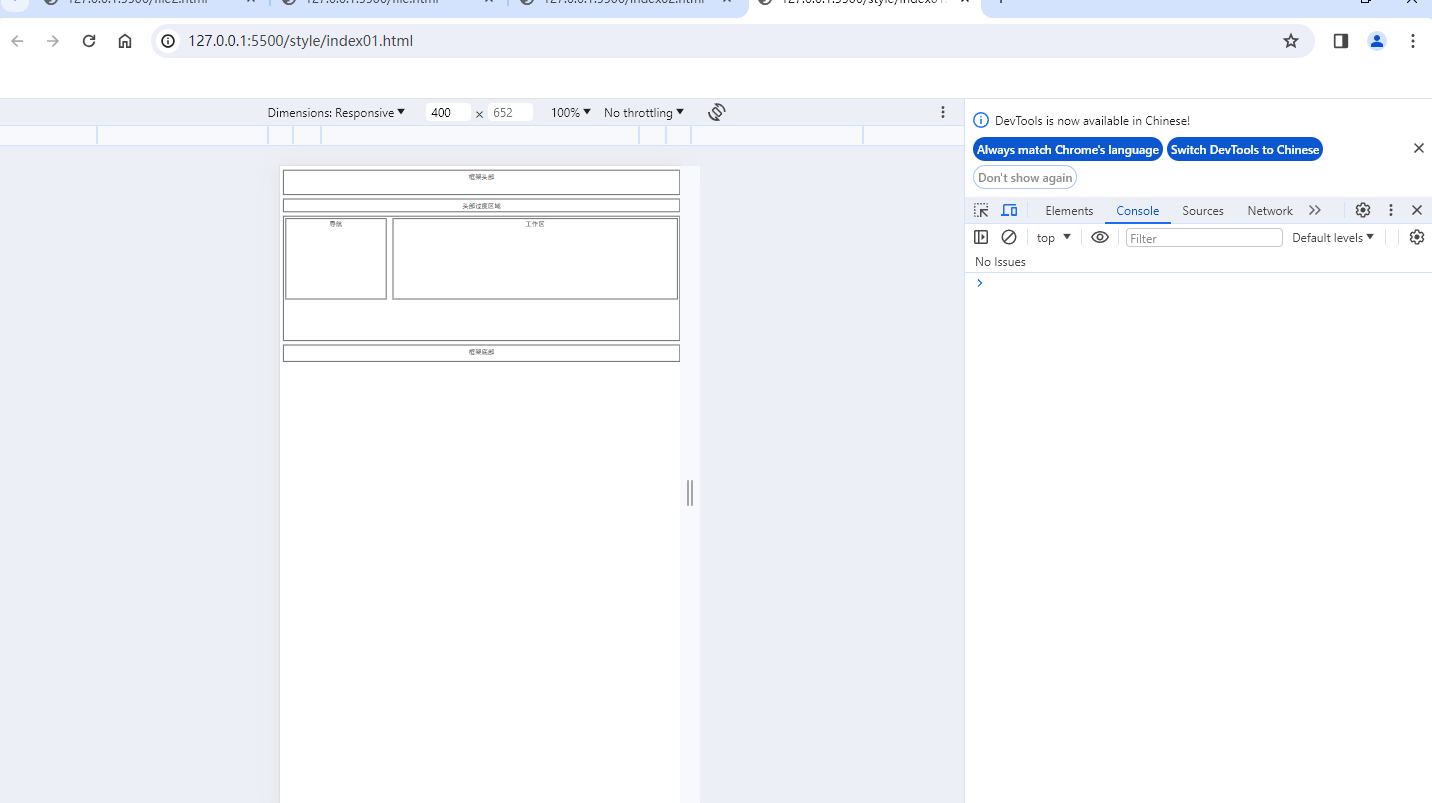 127.0.0.1:5500/style/index01.html
Dimensions: Responsive
400 × 652
100%
No throttling
DevTools is now available in Chinese!
Always match Chrome's language
Switch DevTools to Chinese
Don't show again
Elements
Console
Sources
Network
top
Filter
Default levels
No Issues
框架头部
头部过度区域
导航
工作区
框架底部